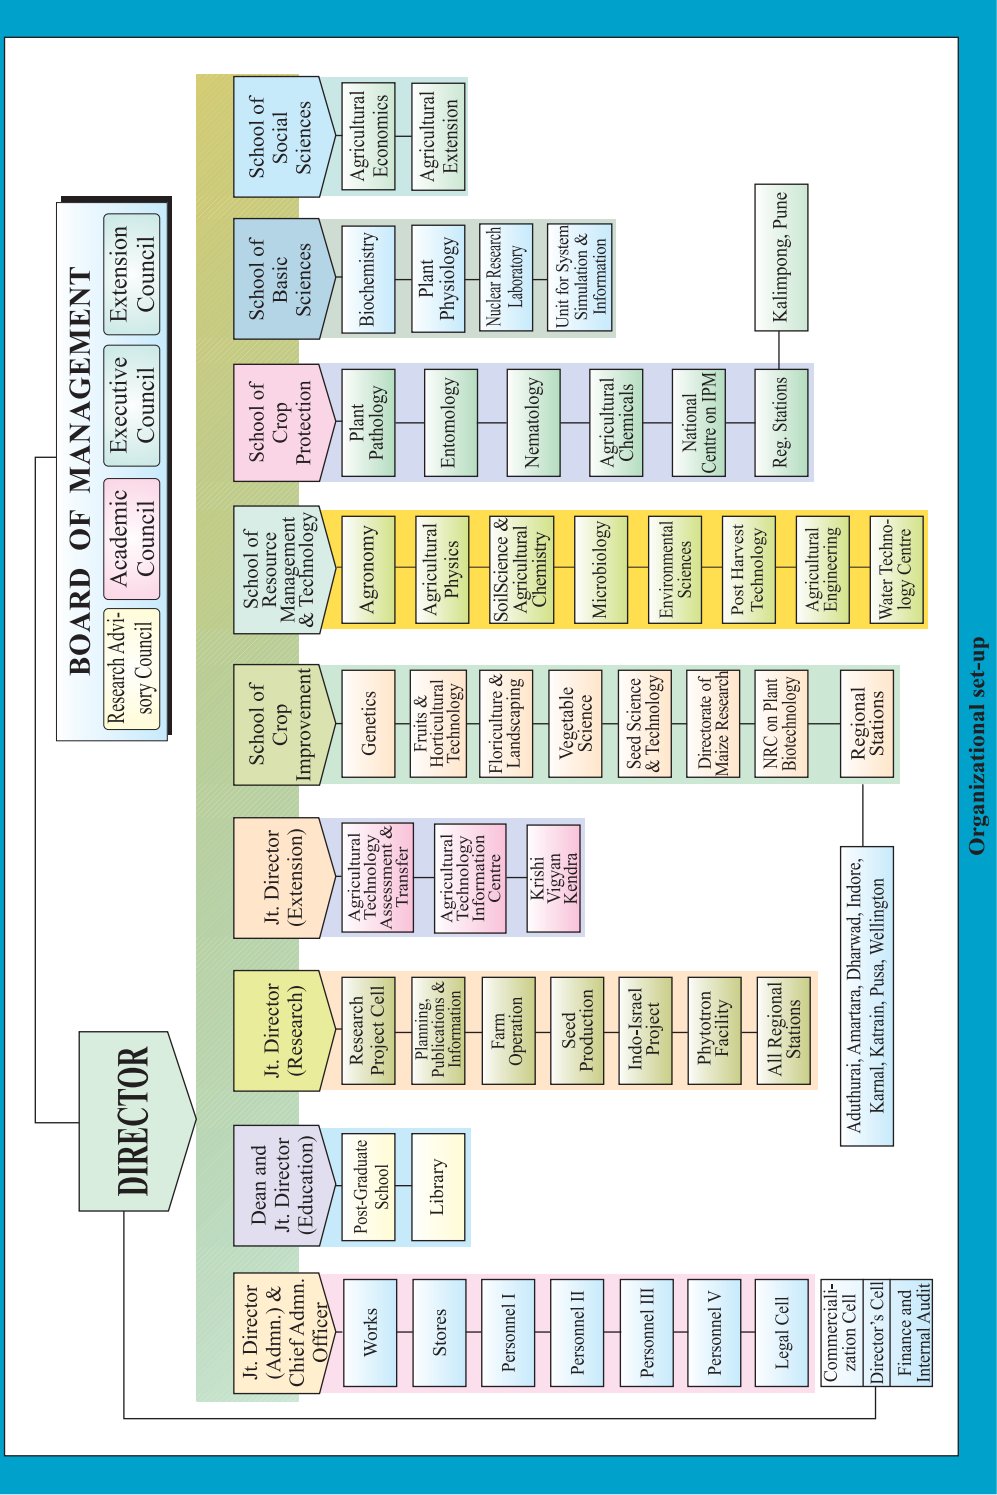 BOARD OF MANAGEMENT
Research Advi-
sory Council
Academic
Council
Executive
Council
Extension
Council
DIRECTOR
Jt. Director
(Admn.) &
Chief Admn.
Officer
Works
Stores
Personnel I
Personnel II
Personnel III
Personnel V
Legal Cell
Commerciali-
zation Cell
Director's Cell
Finance and
Internal Audit
Dean and
Jt. Director
(Education)
Post-Graduate
School
Library
Jt. Director
(Research)
Research
Project Cell
Planning,
Publications &
Information
Farm
Operation
Seed
Production
Indo-Israel
Project
Phytotron
Facility
All Regional
Stations
Jt. Director
(Extension)
Agricultural
Technology
Assessment &
Transfer
Agricultural
Technology
Information
Centre
Krishi
Vigyan
Kendra
School of
Crop
Improvement
Genetics
Fruits &
Horticultural
Technology
Floriculture &
Landscaping
Vegetable
Science
Seed Science
& Technology
Directorate of
Maize Research
NRC on Plant
Biotechnology
Regional
Stations
Aduthurai, Amartara, Dharwad, Indore,
Karnal, Katrain, Pusa, Wellington
School of
Resource
Management
& Technology
Agronomy
Agricultural
Physics
SoilScience &
Agricultural
Chemistry
Microbiology
Environmental
Sciences
Post Harvest
Technology
Agricultural
Engineering
Water Techno-
logy Centre
School of
Crop
Protection
Plant
Pathology
Entomology
Nematology
Agricultural
Chemicals
National
Centre on IPM
Reg. Stations
Kalimpong, Pune
School of
Basic
Sciences
Biochemistry
Plant
Physiology
Nuclear Research
Laboratory
Unit for System
Simulation &
Information
School of
Social
Sciences
Agricultural
Economics
Agricultural
Extension
Organizational set-up